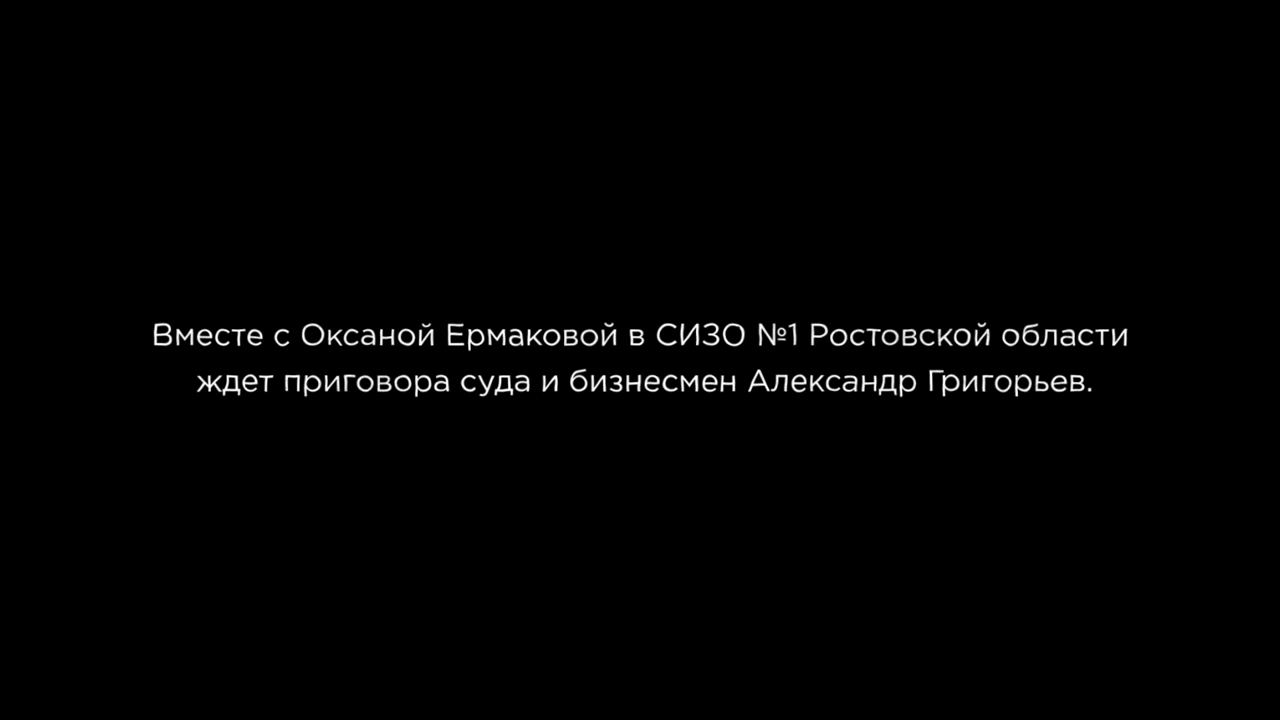 Вместе с Оксаной Ермаковой в СИЗО №1 Ростовской области
ждет приговора суда и бизнесмен Александр Григорьев.